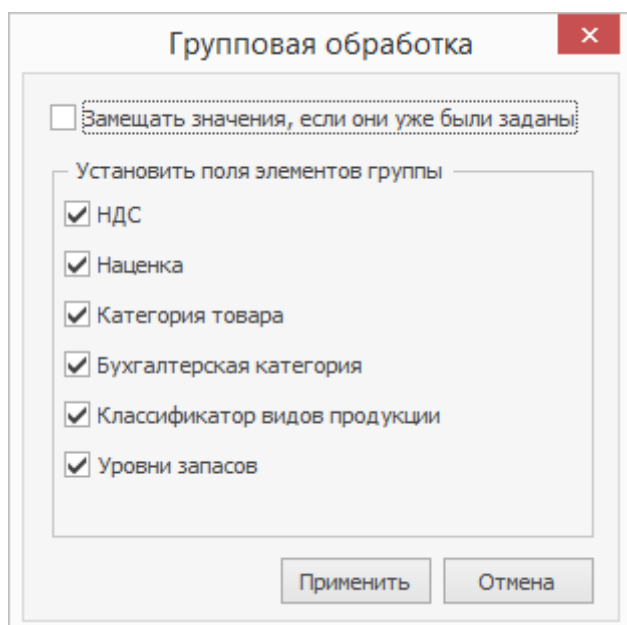 Групповая обработка
Замещать значения, если они уже были заданы
Установить поля элементов группы
НДС
Наценка
Категория товара
Бухгалтерская категория
Классификатор видов продукции
Уровни запасов
Применить Отмена